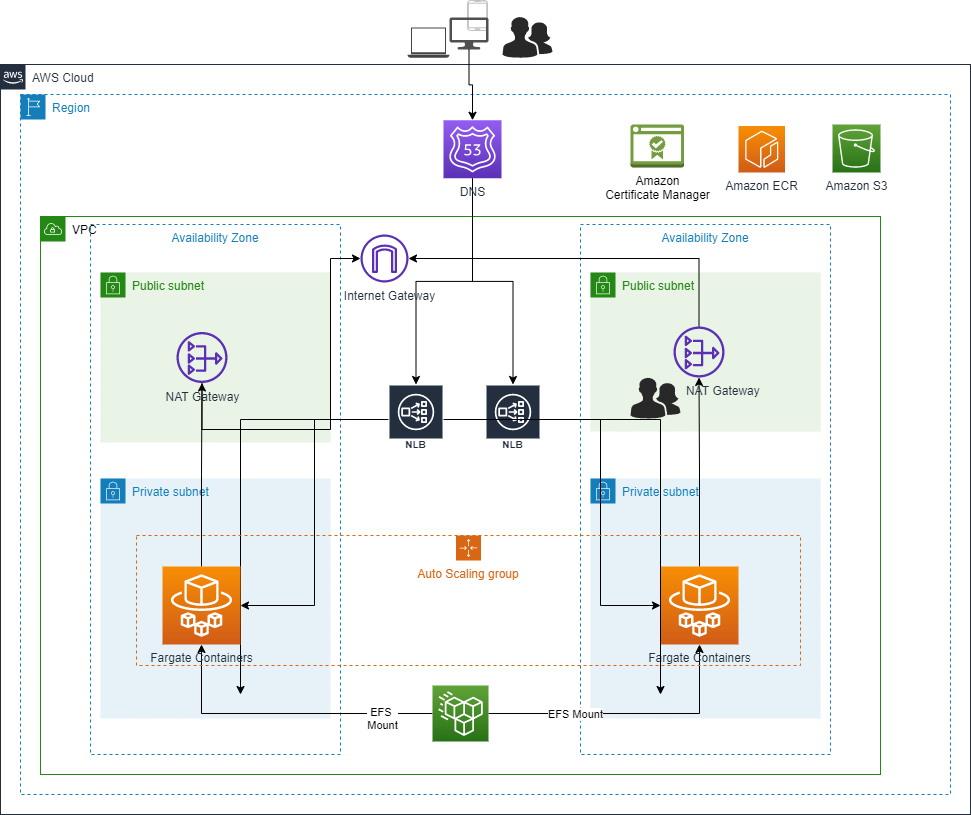 aws
AWS Cloud
Region
53
DNS
Amazon
Certificate Manager
Amazon ECR
Amazon S3
VPC
Availability Zone
Availability Zone
Internet Gateway
Public subnet
Public subnet
NAT Gateway
NAT Gateway
NLB
NLB
Private subnet
Private subnet
Auto Scaling group
Fargate Containers
Fargate Containers
EFS
Mount
EFS Mount